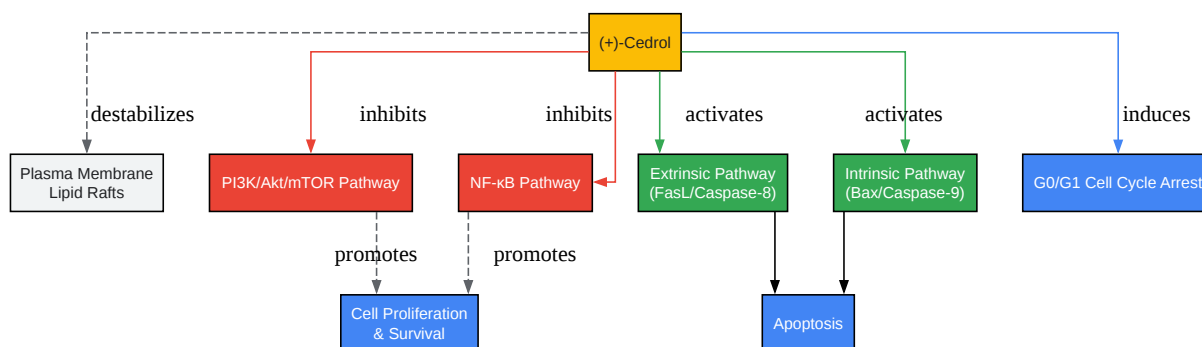 (+)-Cedrol
destabilizes
inhibits
inhibits
activates
activates
induces
Plasma Membrane
Lipid Rafts
PI3K/Akt/mTOR Pathway
NF-κB Pathway
Extrinsic Pathway
(FasL/Caspase-8)
Intrinsic Pathway
(Bax/Caspase-9)
G0/G1 Cell Cycle Arrest
promotes
promotes
Cell Proliferation
& Survival
Apoptosis